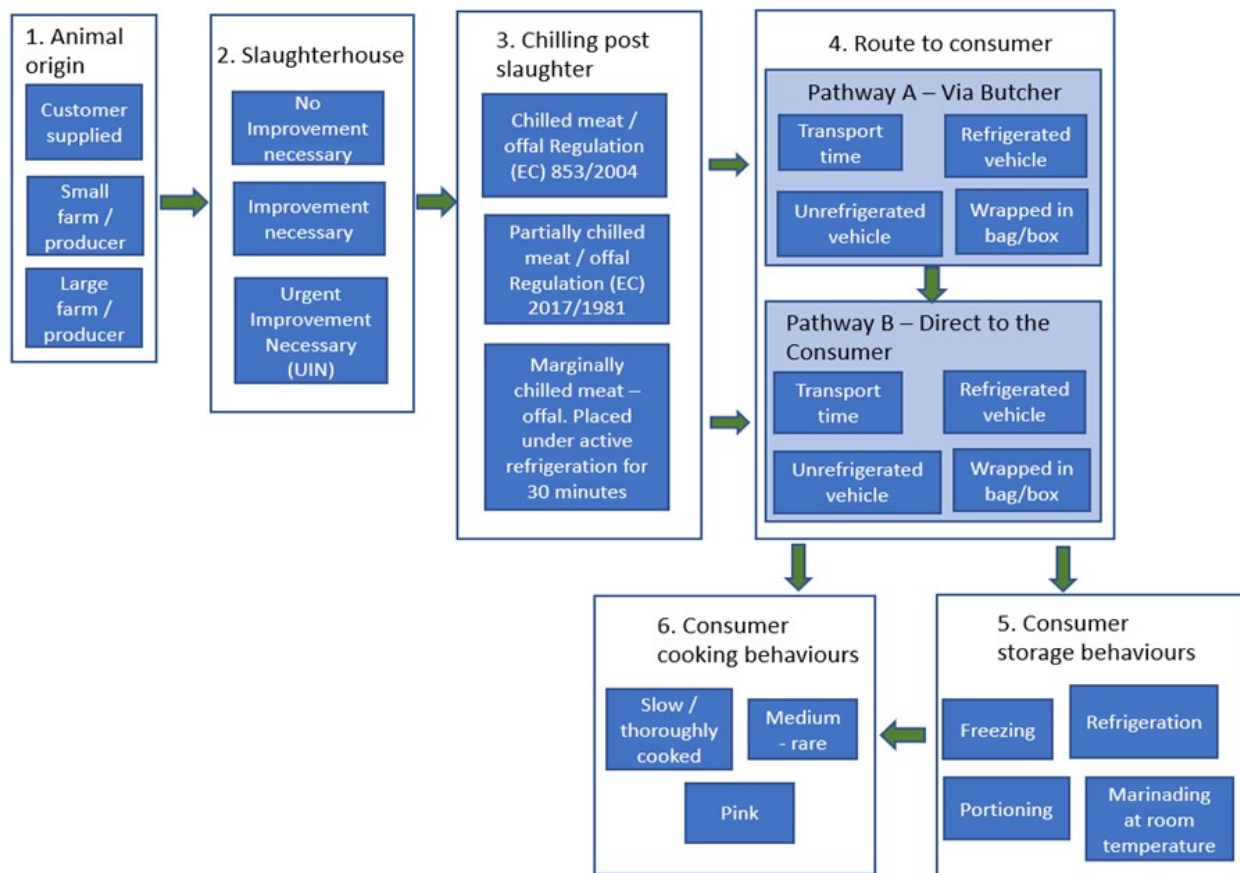 1. Animal
origin
Customer
supplied
Small
farm /
producer
Large
farm /
producer
2. Slaughterhouse
No
Improvement
necessary
Improvement
necessary
Urgent
Improvement
Necessary
(UIN)
3. Chilling post
slaughter
Chilled meat /
offal Regulation
(EC) 853/2004
Partially chilled
meat / offal
Regulation (EC)
2017/1981
Marginally
chilled meat –
offal. Placed
under active
refrigeration for
30 minutes
4. Route to consumer
Pathway A – Via Butcher
Transport
time
Refrigerated
vehicle
Unrefrigerated
vehicle
Wrapped in
bag/box
Pathway B – Direct to the
Consumer
Transport
time
Refrigerated
vehicle
Unrefrigerated
vehicle
Wrapped in
bag/box
5. Consumer
storage behaviours
Freezing
Refrigeration
Portioning
Marinading
at room
temperature
6. Consumer
cooking behaviours
Slow /
thoroughly
cooked
Medium
- rare
Pink